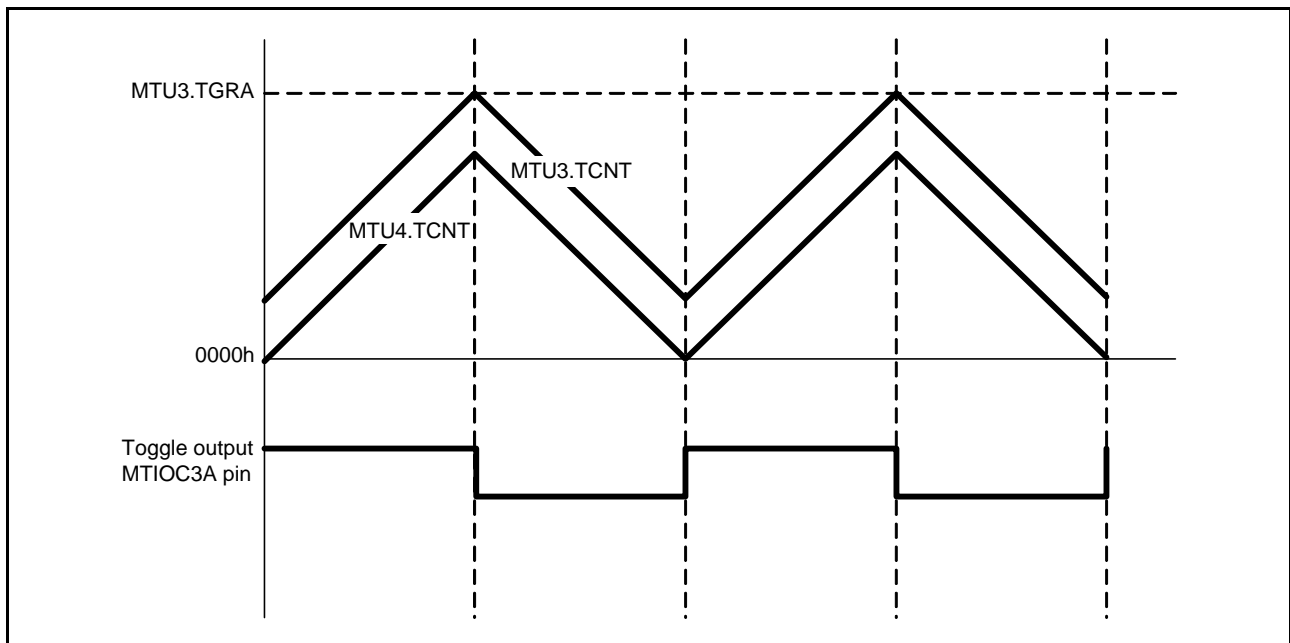 MTU3.TGRA
MTU3.TCNT
MTU4.TCNT
0000h
Toggle output
MTIOC3A pin